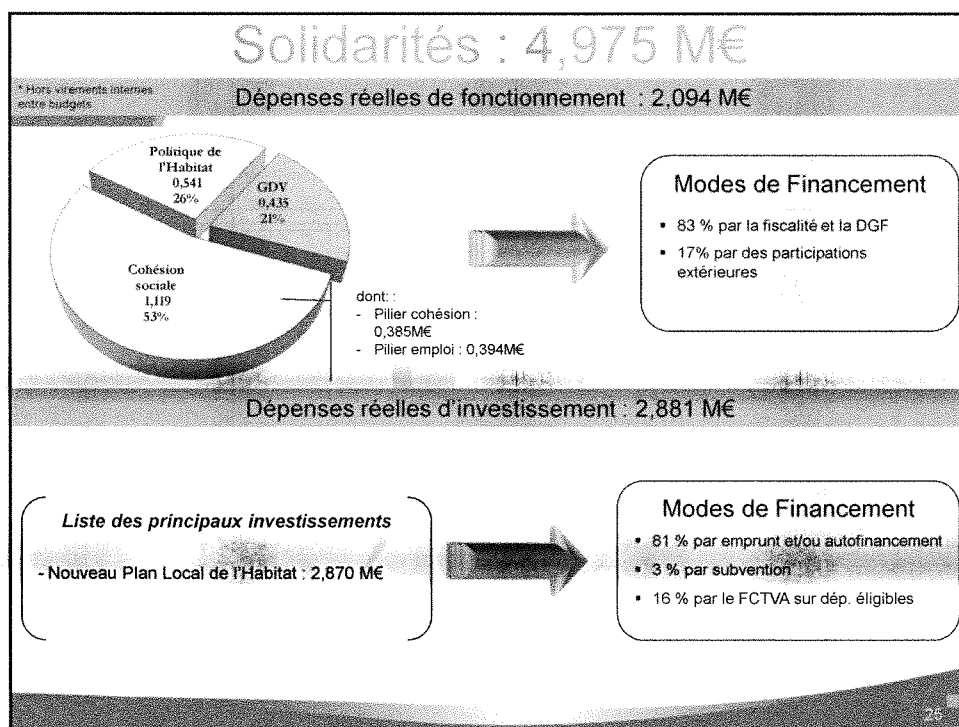 Solidarités : 4,975 M€
* Hors virements internes
entre budgets
Dépenses réelles de fonctionnement : 2,094 M€
Politique de
l'Habitat
0,541
26%
GDV
0,435
21%
Cohésion
sociale
1,119
53%
dont: :
- Pilier cohésion :
0,385M€
- Pilier emploi : 0,394M€
Modes de Financement
▪ 83 % par la fiscalité et la DGF
▪ 17% par des participations
extérieures
Dépenses réelles d'investissement : 2,881 M€
Liste des principaux investissements
- Nouveau Plan Local de l'Habitat : 2,870 M€
Modes de Financement
▪ 81 % par emprunt et/ou autofinancement
▪ 3 % par subvention
▪ 16 % par le FCTVA sur dép. éligibles
25